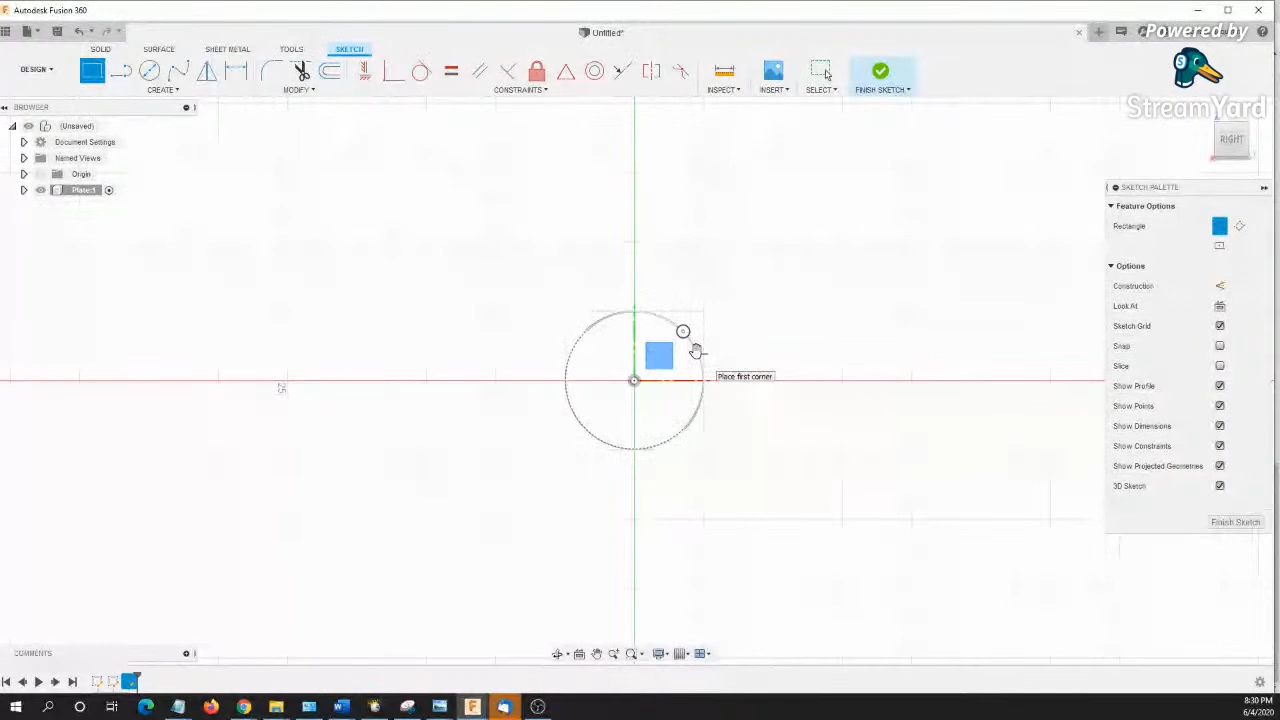 Autodesk Fusion 360
Untitled*
Powered by
StreamYard
SOLID SURFACE SHEET METAL TOOLS SKETCH
DESIGN
CREATE MODIFY CONSTRAINTS INSPECT INSERT SELECT FINISH SKETCH
BROWSER
(Unsaved)
Document Settings
Named Views
Origin
Plate:1
RIGHT
SKETCH PALETTE
Feature Options
Rectangle
Options
Construction
Look At
Sketch Grid
Snap
Slice
Show Profile
Show Points
Show Dimensions
Show Constraints
Show Projected Geometries
3D Sketch
Finish Sketch
Place first corner
25
COMMENTS
8:30 PM
6/4/2020